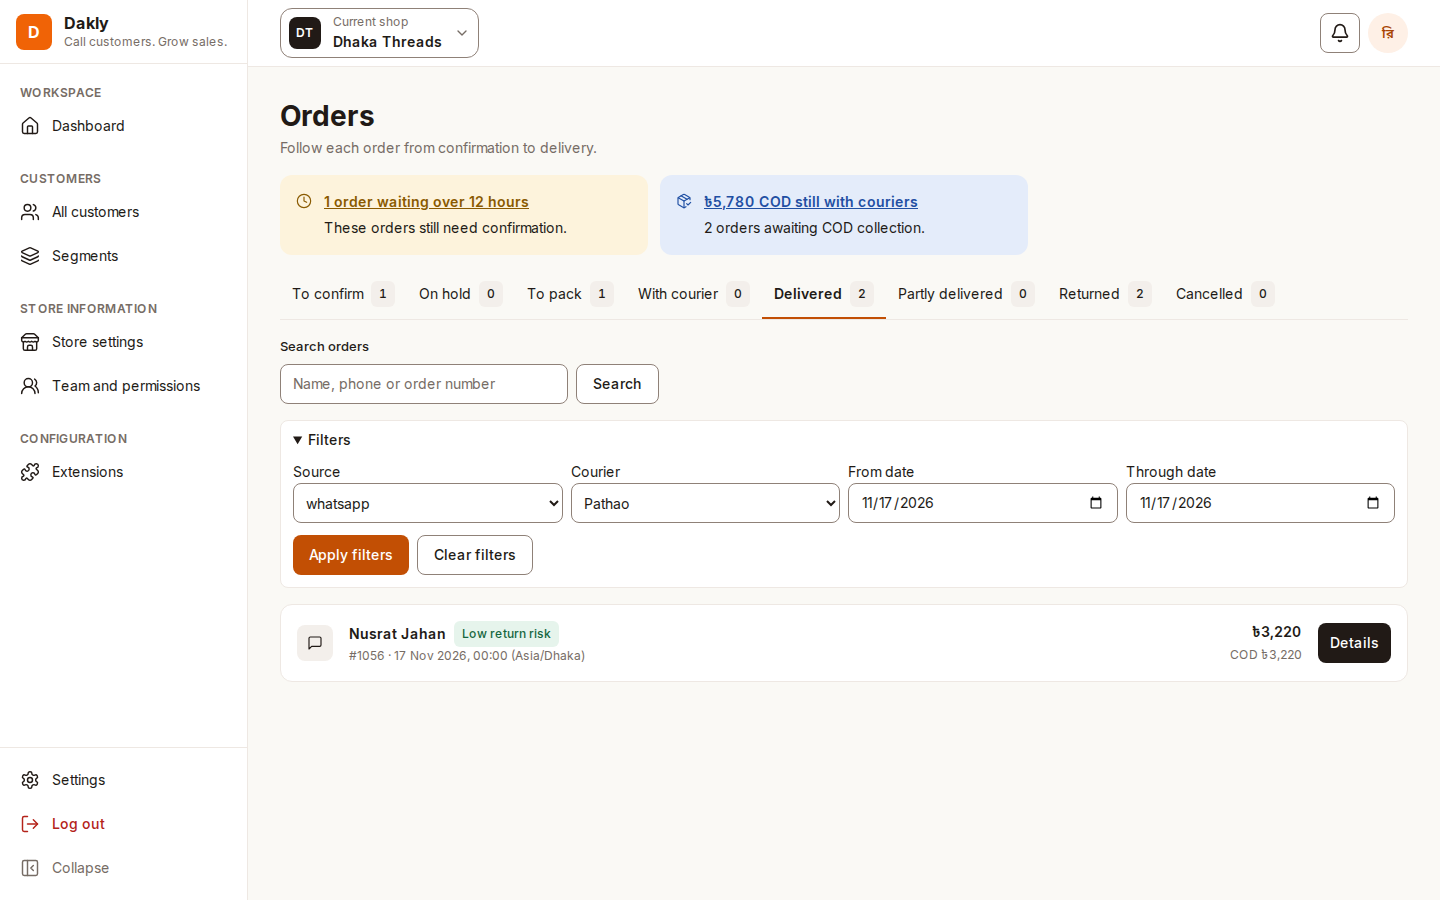 D
Dakly
Call customers. Grow sales.
DT
Current shop
Dhaka Threads
রি
WORKSPACE
Dashboard
CUSTOMERS
All customers
Segments
STORE INFORMATION
Store settings
Team and permissions
CONFIGURATION
Extensions
Settings
Log out
Collapse
Orders
Follow each order from confirmation to delivery.
1 order waiting over 12 hours
These orders still need confirmation.
৳5,780 COD still with couriers
2 orders awaiting COD collection.
To confirm 1 On hold 0 To pack 1 With courier 0 Delivered 2 Partly delivered 0 Returned 2 Cancelled 0
Search orders
Name, phone or order number Search
Filters
Source Courier From date Through date
whatsapp Pathao 11/17/2026 11/17/2026
Apply filters Clear filters
Nusrat Jahan Low return risk
#1056 · 17 Nov 2026, 00:00 (Asia/Dhaka)
৳3,220
COD ৳3,220
Details